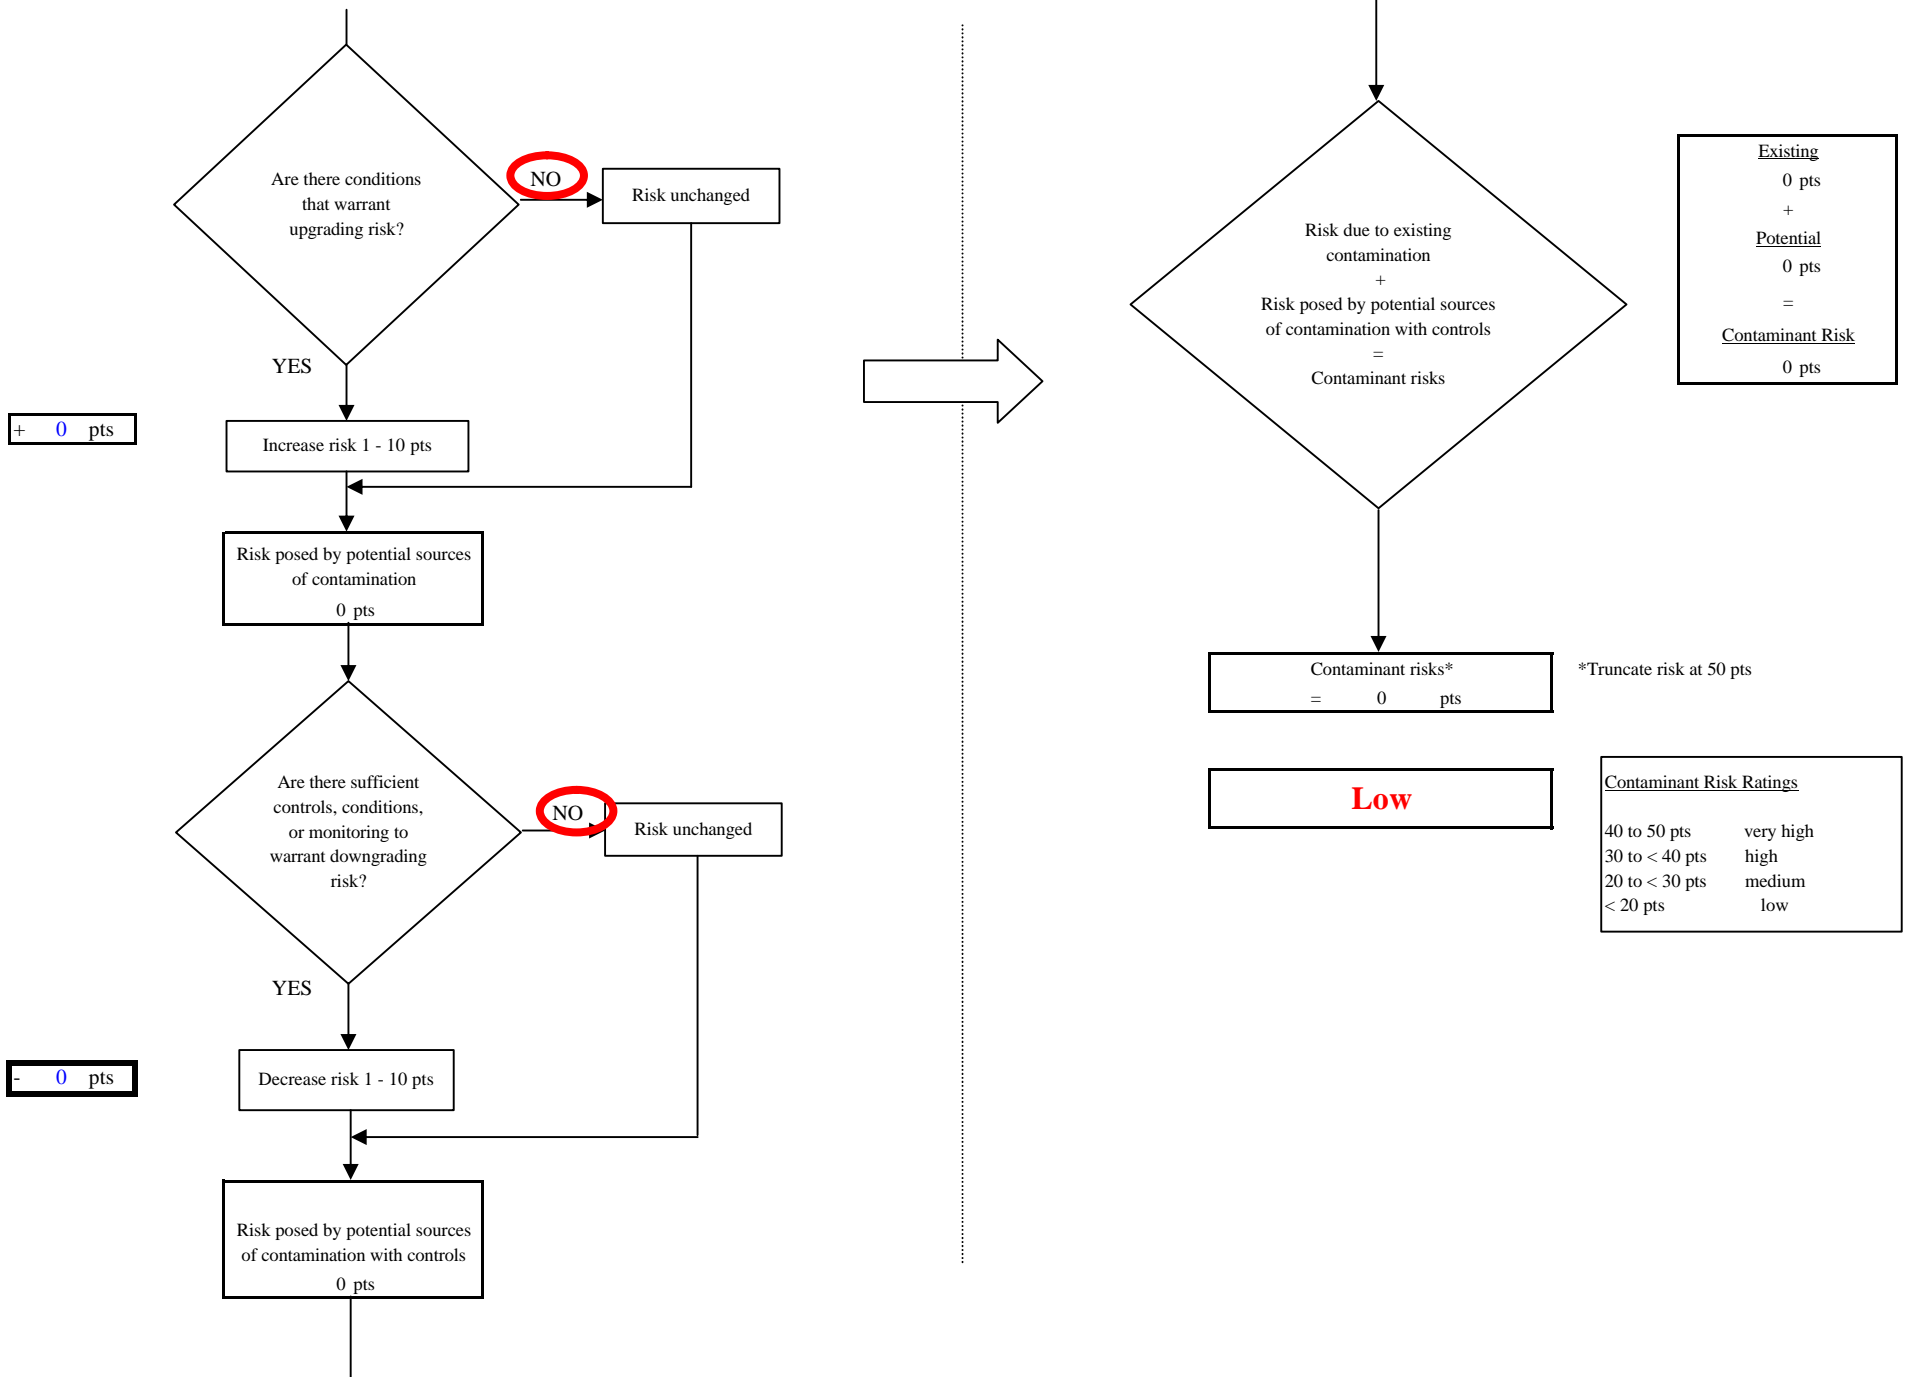 Are there conditions
that warrant
upgrading risk?
NO
Risk unchanged
YES
+ 0 pts
Increase risk 1 - 10 pts
Risk posed by potential sources
of contamination
0 pts
Are there sufficient
controls, conditions,
or monitoring to
warrant downgrading
risk?
NO
Risk unchanged
YES
- 0 pts
Decrease risk 1 - 10 pts
Risk posed by potential sources
of contamination with controls
0 pts
Risk due to existing
contamination
+
Risk posed by potential sources
of contamination with controls
=
Contaminant risks
Existing
0 pts
+
Potential
0 pts
=
Contaminant Risk
0 pts
Contaminant risks*
= 0 pts
*Truncate risk at 50 pts
Low
Contaminant Risk Ratings
40 to 50 pts very high
30 to < 40 pts high
20 to < 30 pts medium
< 20 pts low